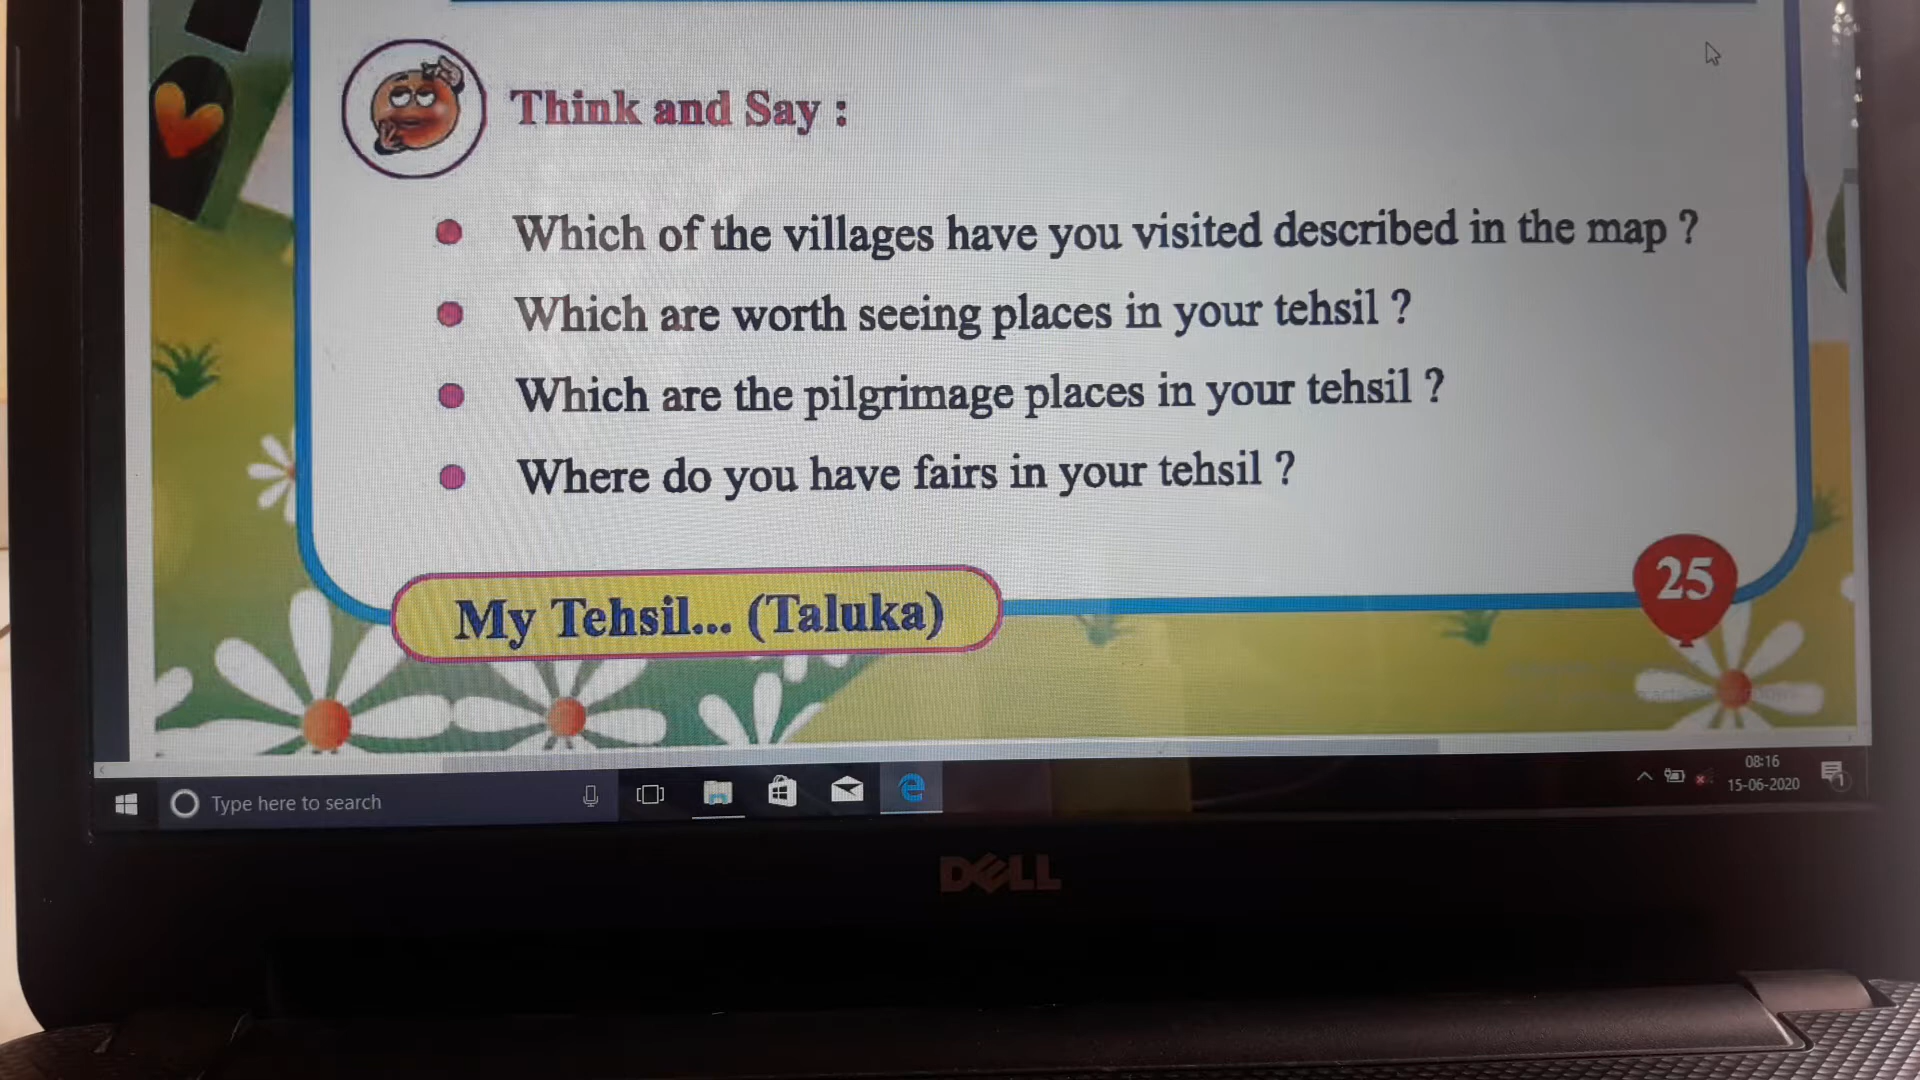 Think and Say :
Which of the villages have you visited described in the map ?
Which are worth seeing places in your tehsil ?
Which are the pilgrimage places in your tehsil ?
Where do you have fairs in your tehsil ?
My Tehsil... (Taluka)
25
Type here to search
08:16
15-06-2020
1
DELL